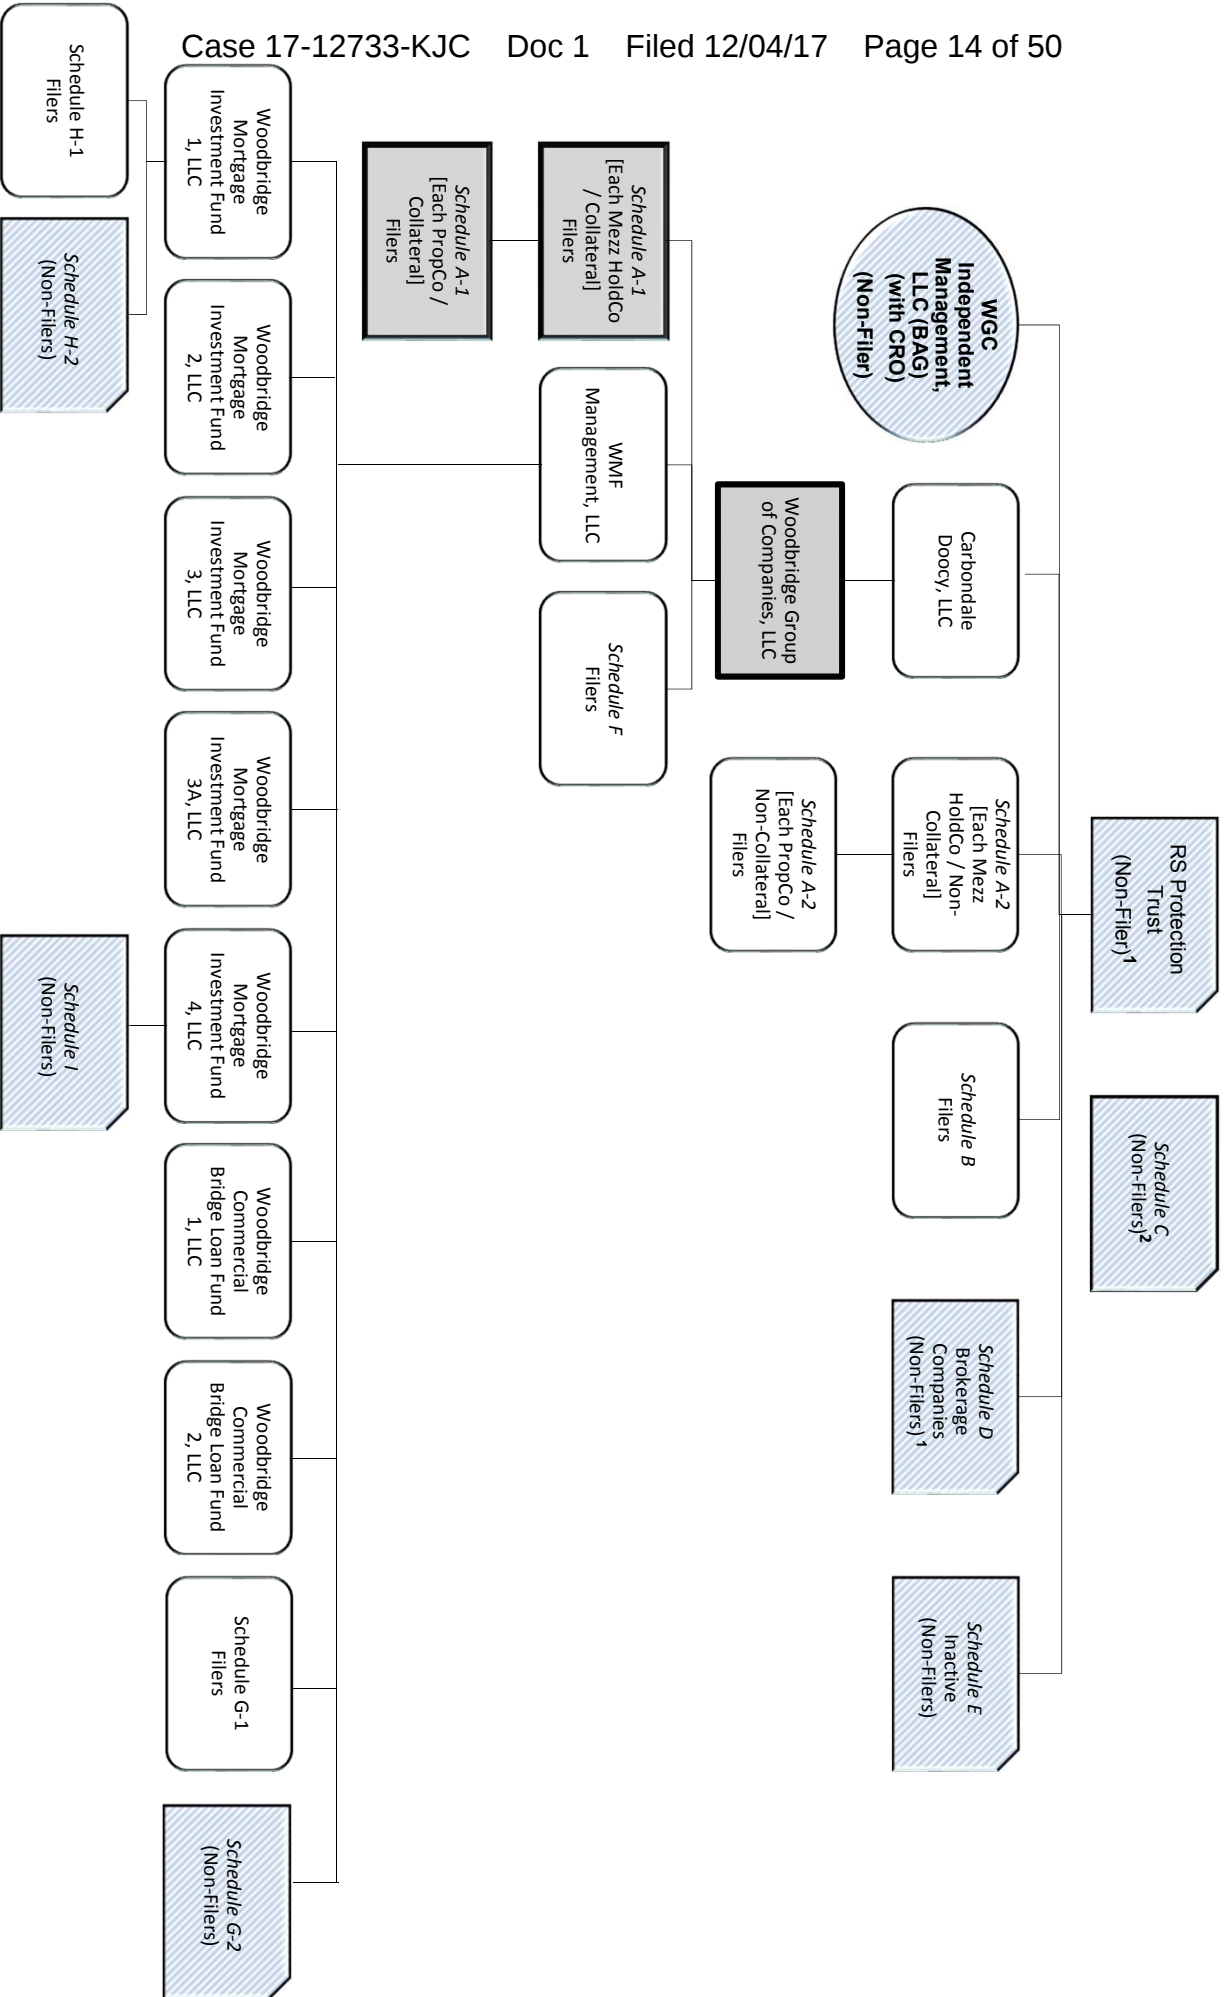 Case 17-12733-KJC Doc 1 Filed 12/04/17 Page 14 of 50
RS Protection
Trust
(Non-Filer)1
Schedule C
(Non-Filers)2
WGC
Independent
Management,
LLC (BAG)
(with CRO)
(Non-Filer)
Carbondale
Doocy, LLC
Schedule A-2
[Each Mezz
HoldCo / Non-
Collateral]
Filers
Schedule B
Filers
Schedule D
Brokerage
Companies
(Non-Filers) 1
Schedule E
Inactive
(Non-Filers)
Woodbridge Group
of Companies, LLC
Schedule A-2
[Each PropCo /
Non-Collateral]
Filers
Schedule A-1
[Each Mezz HoldCo
/ Collateral]
Filers
WMF
Management, LLC
Schedule F
Filers
Schedule A-1
[Each PropCo /
Collateral]
Filers
Woodbridge
Mortgage
Investment Fund
1, LLC
Woodbridge
Mortgage
Investment Fund
2, LLC
Woodbridge
Mortgage
Investment Fund
3, LLC
Woodbridge
Mortgage
Investment Fund
3A, LLC
Woodbridge
Mortgage
Investment Fund
4, LLC
Woodbridge
Commercial
Bridge Loan Fund
1, LLC
Woodbridge
Commercial
Bridge Loan Fund
2, LLC
Schedule G-1
Filers
Schedule G-2
(Non-Filers)
Schedule H-1
Filers
Schedule H-2
(Non-Filers)
Schedule I
(Non-Filers)